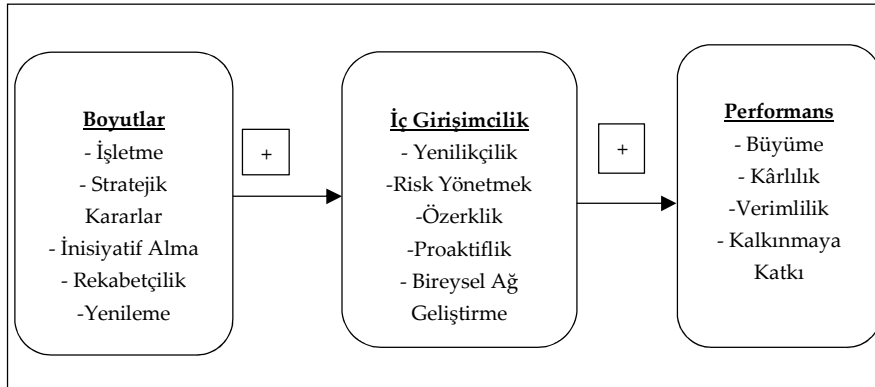 Boyutlar
- İşletme
- Stratejik
Kararlar
- İnisiyatif Alma
- Rekabetçilik
-Yenileme
+
İç Girişimcilik
- Yenilikçilik
-Risk Yönetmek
-Özerklik
-Proaktiflik
- Bireysel Ağ
Geliştirme
+
Performans
- Büyüme
- Kârlılık
-Verimlilik
- Kalkınmaya
Katkı